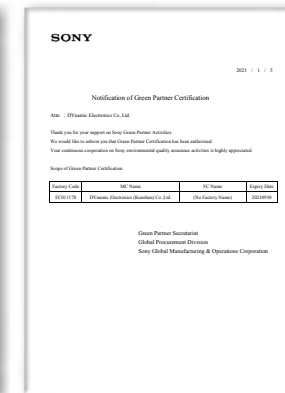 SONY
2021 / 1 / 5
Notification of Green Partner Certification
Attn : DYnamic Electronics Co.,Ltd.
Thank you for your support on Sony Green Partner Activities.
We would like to inform you that Green Partner Certification has been authorized.
Your continuous cooperation on Sony environmental quality assurance activities is highly appreciated.
Scope of Green Partner Certification
Factory Code MC Name FC Name Expiry Date
FC011178 DYnamic Electronics (Kunshan) Co.,Ltd. (No Factory Name) 20230930
Green Partner Secretariat
Global Procurement Division
Sony Global Manufacturing & Operations Corporation